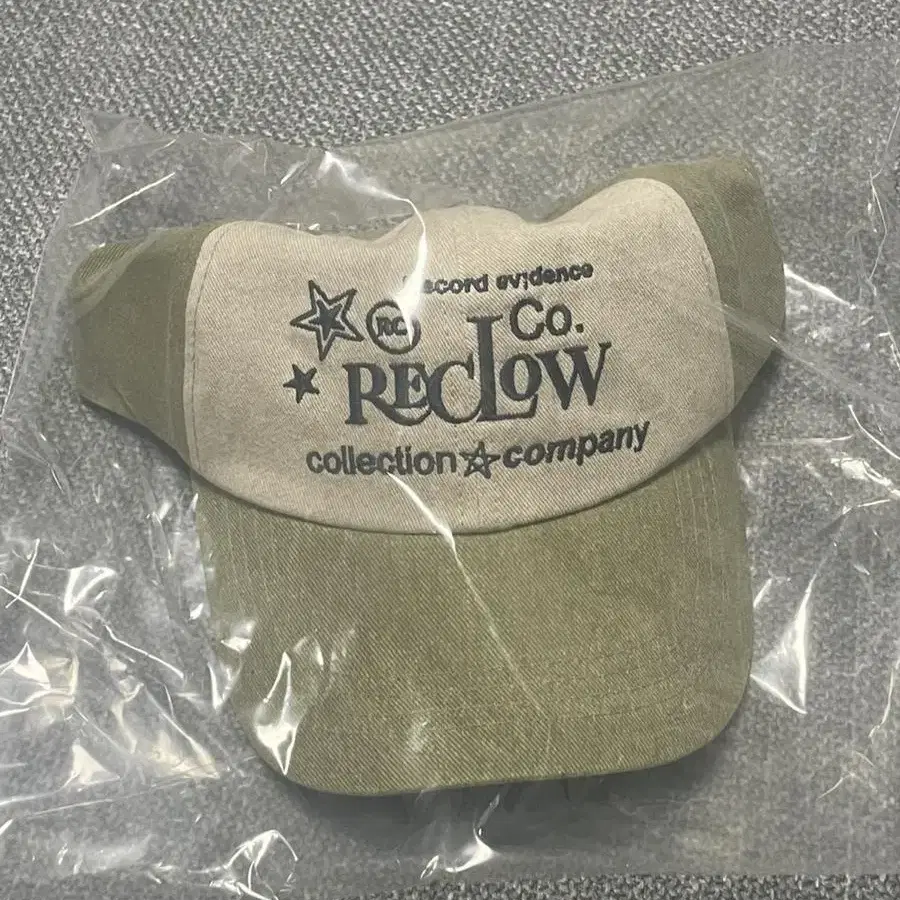 Record evidence
RC Co.
RECLOW
collection company